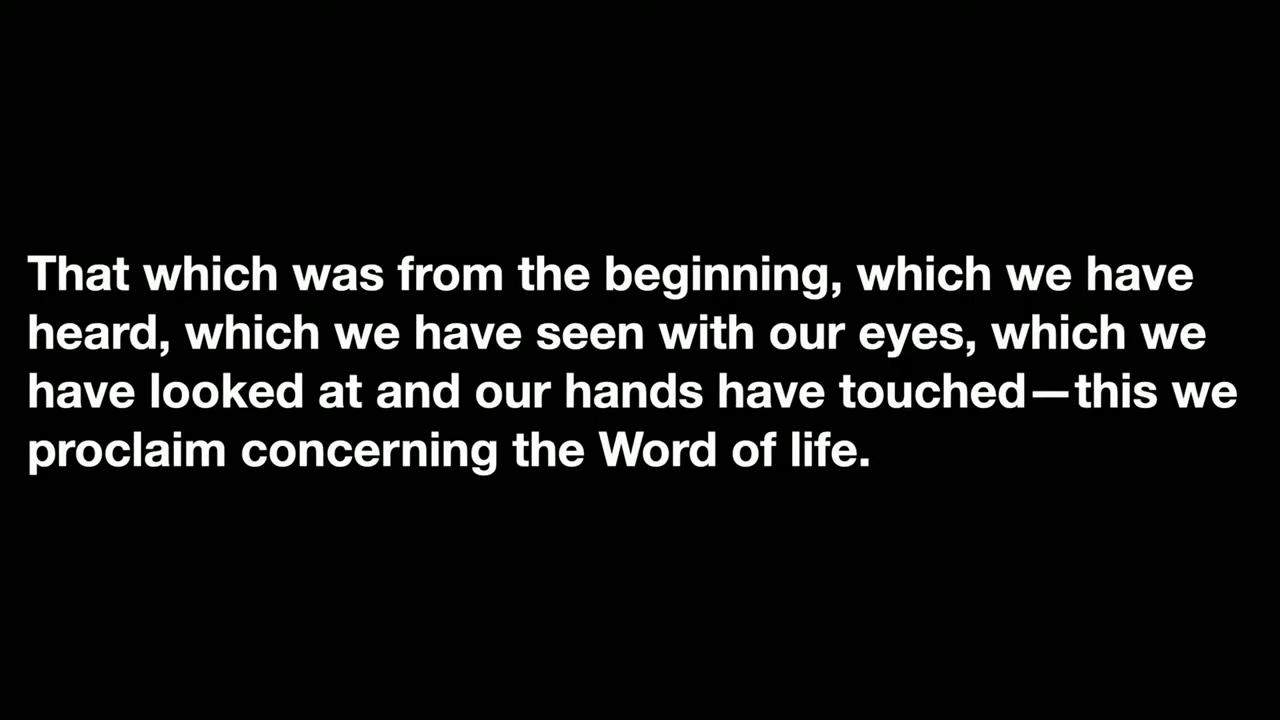 That which was from the beginning, which we have
heard, which we have seen with our eyes, which we
have looked at and our hands have touched—this we
proclaim concerning the Word of life.